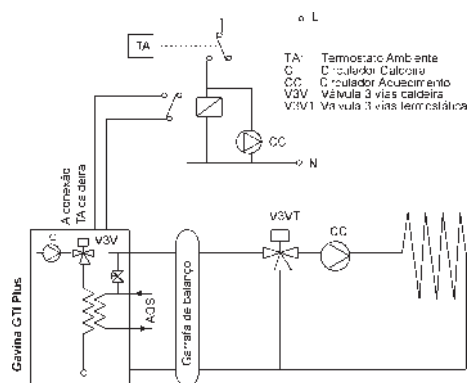 L
TA
TA: Termostato Ambiente
C Circulador Caldeira
CC Circulador Aquecimento
V3V Válvula 3 vias caldeira
V3VT Válvula 3 vias termostática
CC
N
A conexão
TA caldeira
V3V
C
V3VT
CC
Gavina GTI Plus
AQS
Garrafa de balanço